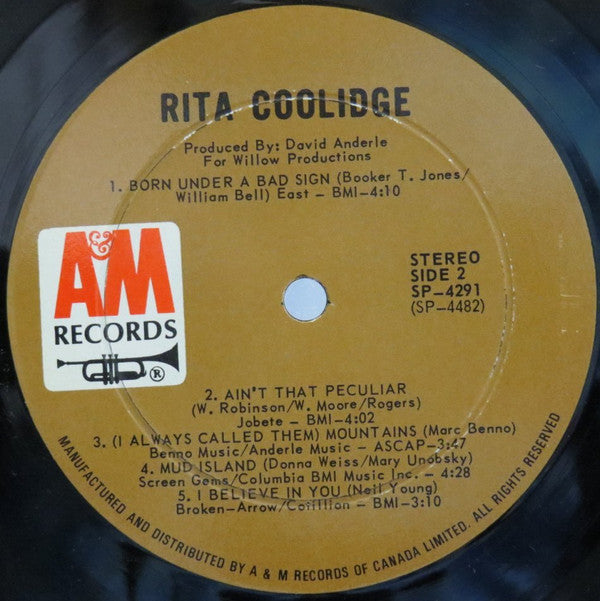 RITA COOLIDGE
Produced By: David Anderle
For Willow Productions
1. BORN UNDER A BAD SIGN (Booker T. Jones/
William Bell) East – BMI–4:10
A&M
RECORDS
®
STEREO
SIDE 2
SP–4291
(SP–4482)
2. AIN'T THAT PECULIAR
(W. Robinson/W. Moore/Rogers)
Jobete – BMI–4:02
3. (I ALWAYS CALLED THEM) MOUNTAINS (Marc Benno)
Benno Music/Anderle Music – ASCAP–3:47
4. MUD ISLAND (Donna Weiss/Mary Unobsky)
Screen Gems/Columbia BMI Music Inc. – 4:28
5. I BELIEVE IN YOU (Neil Young)
Broken-Arrow/Cotillion – BMI–3:10
MANUFACTURED AND DISTRIBUTED BY A & M RECORDS OF CANADA LIMITED. ALL RIGHTS RESERVED